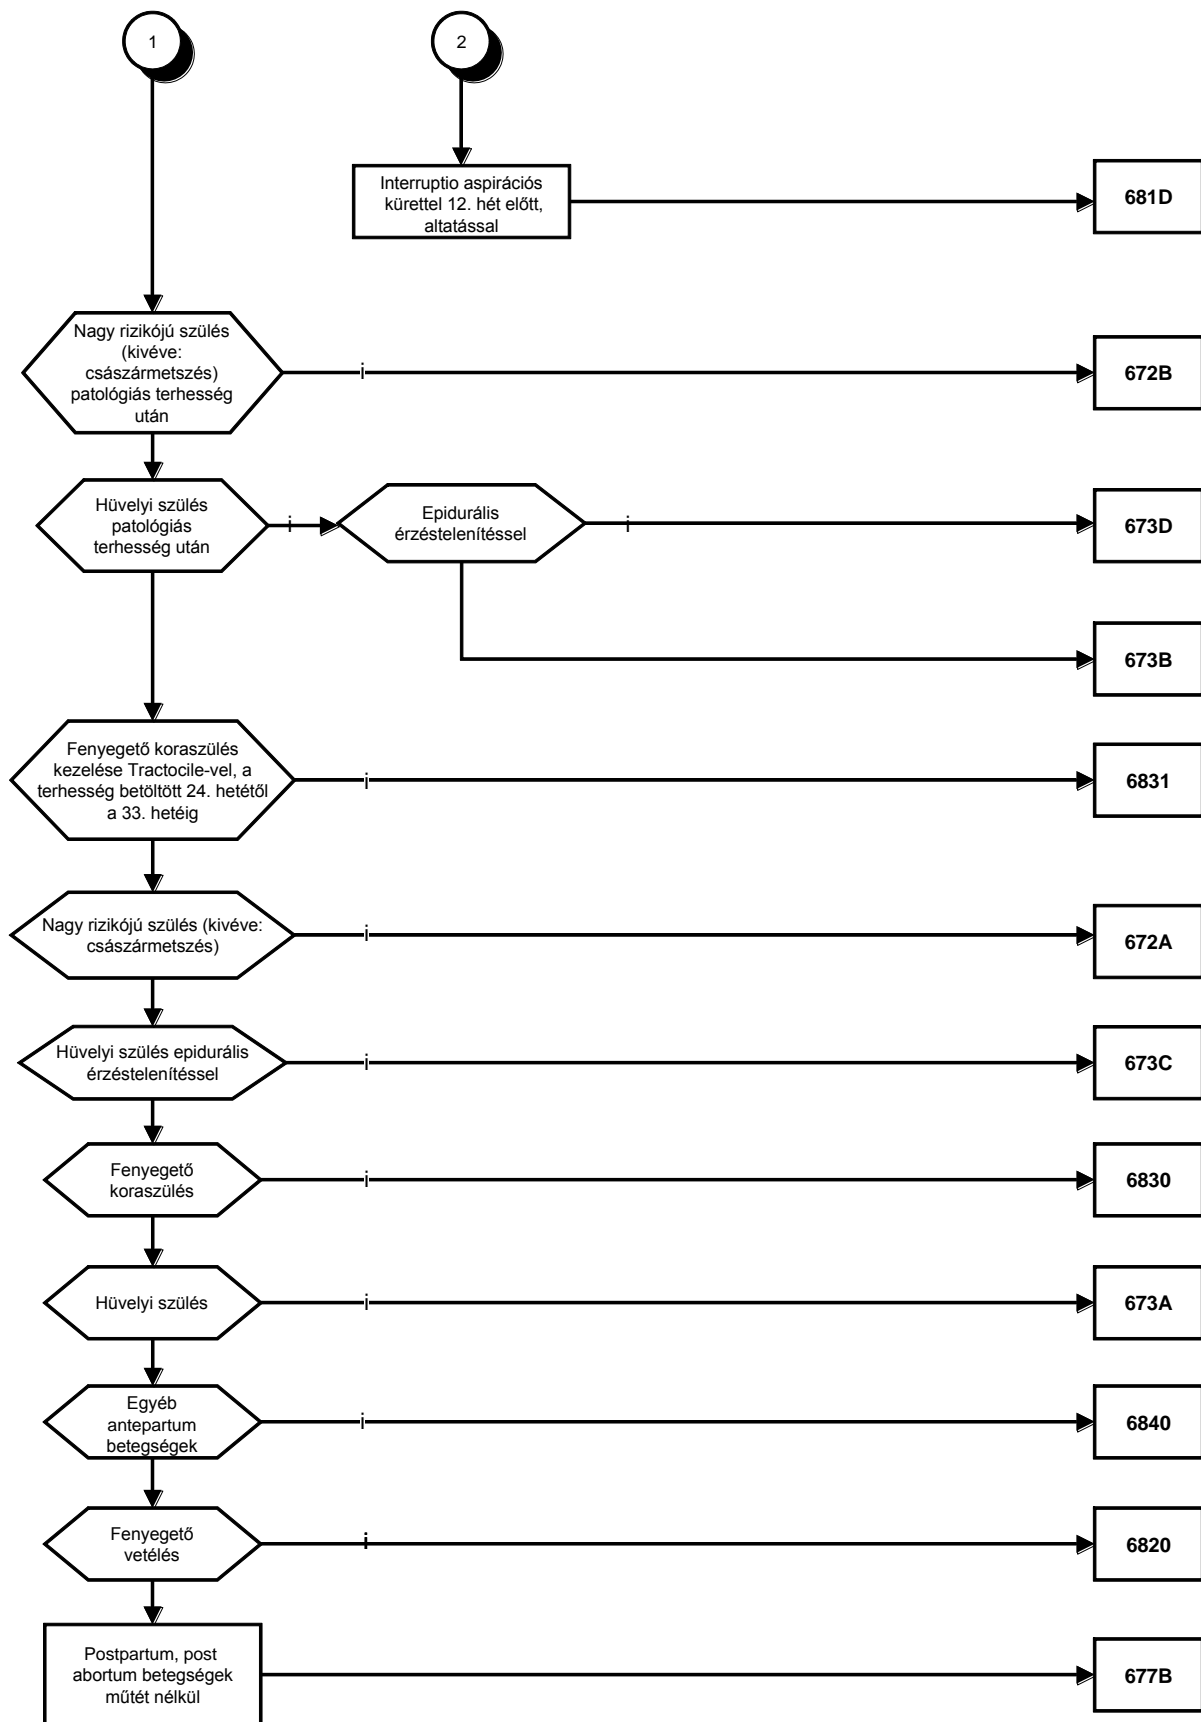 1
2
Interruptio aspirációs
kürettel 12. hét előtt,
altatással
681D
Nagy rizikójú szülés
(kivéve:
császármetszés)
patológiás terhesség
után
i
672B
Hüvelyi szülés
patológiás
terhesség után
i
Epidurális
érzéstelenítéssel
i
673D
673B
Fenyegető koraszülés
kezelése Tractocile-vel, a
terhesség betöltött 24. hetétől
a 33. hetéig
i
6831
Nagy rizikójú szülés (kivéve:
császármetszés)
i
672A
Hüvelyi szülés epidurális
érzéstelenítéssel
i
673C
Fenyegető
koraszülés
i
6830
Hüvelyi szülés
i
673A
Egyéb
antepartum
betegségek
i
6840
Fenyegető
vetélés
i
6820
Postpartum, post
abortum betegségek
műtét nélkül
677B